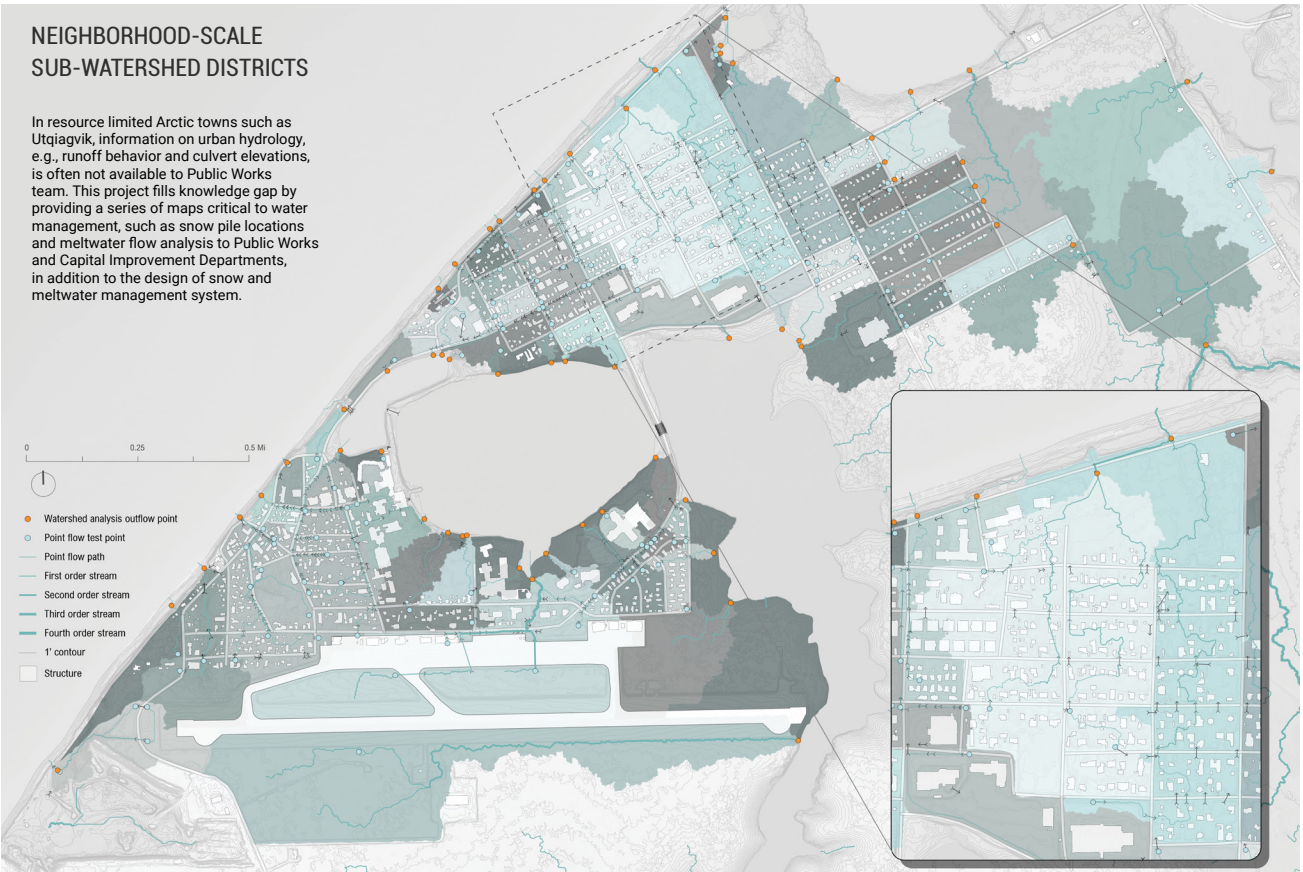 NEIGHBORHOOD-SCALE
SUB-WATERSHED DISTRICTS
In resource limited Arctic towns such as
Utqiagvik, information on urban hydrology,
e.g., runoff behavior and culvert elevations,
is often not available to Public Works
team. This project fills knowledge gap by
providing a series of maps critical to water
management, such as snow pile locations
and meltwater flow analysis to Public Works
and Capital Improvement Departments,
in addition to the design of snow and
meltwater management system.
0 0.25 0.5 Mi
Watershed analysis outflow point
Point flow test point
Point flow path
First order stream
Second order stream
Third order stream
Fourth order stream
1' contour
Structure